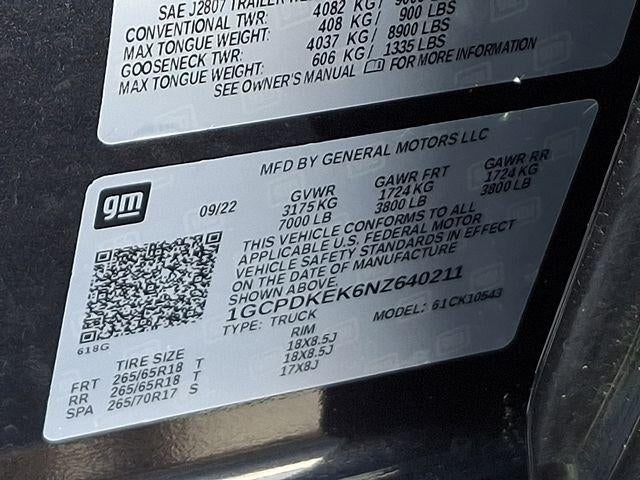 SAE J2807 TRAILER
CONVENTIONAL TWR: 4082 KG/ 9000 LBS
MAX TONGUE WEIGHT: 408 KG / 900 LBS
GOOSENECK TWR: 4037 KG / 8900 LBS
MAX TONGUE WEIGHT: 606 KG / 1335 LBS
SEE OWNER'S MANUAL FOR MORE INFORMATION
MFD BY GENERAL MOTORS LLC
gm
09/22
GVWR GAWR FRT GAWR RR
3175 KG 1724 KG 1724 KG
7000 LB 3800 LB 3800 LB
THIS VEHICLE CONFORMS TO ALL
APPLICABLE U.S. FEDERAL MOTOR
VEHICLE SAFETY STANDARDS IN EFFECT
ON THE DATE OF MANUFACTURE
SHOWN ABOVE.
1GCPDKEK6NZ640211
TYPE: TRUCK MODEL: 61CK10543
618G
TIRE SIZE RIM
FRT 265/65R18 T 18X8.5J
RR 265/65R18 T 18X8.5J
SPA 265/70R17 S 17X8J